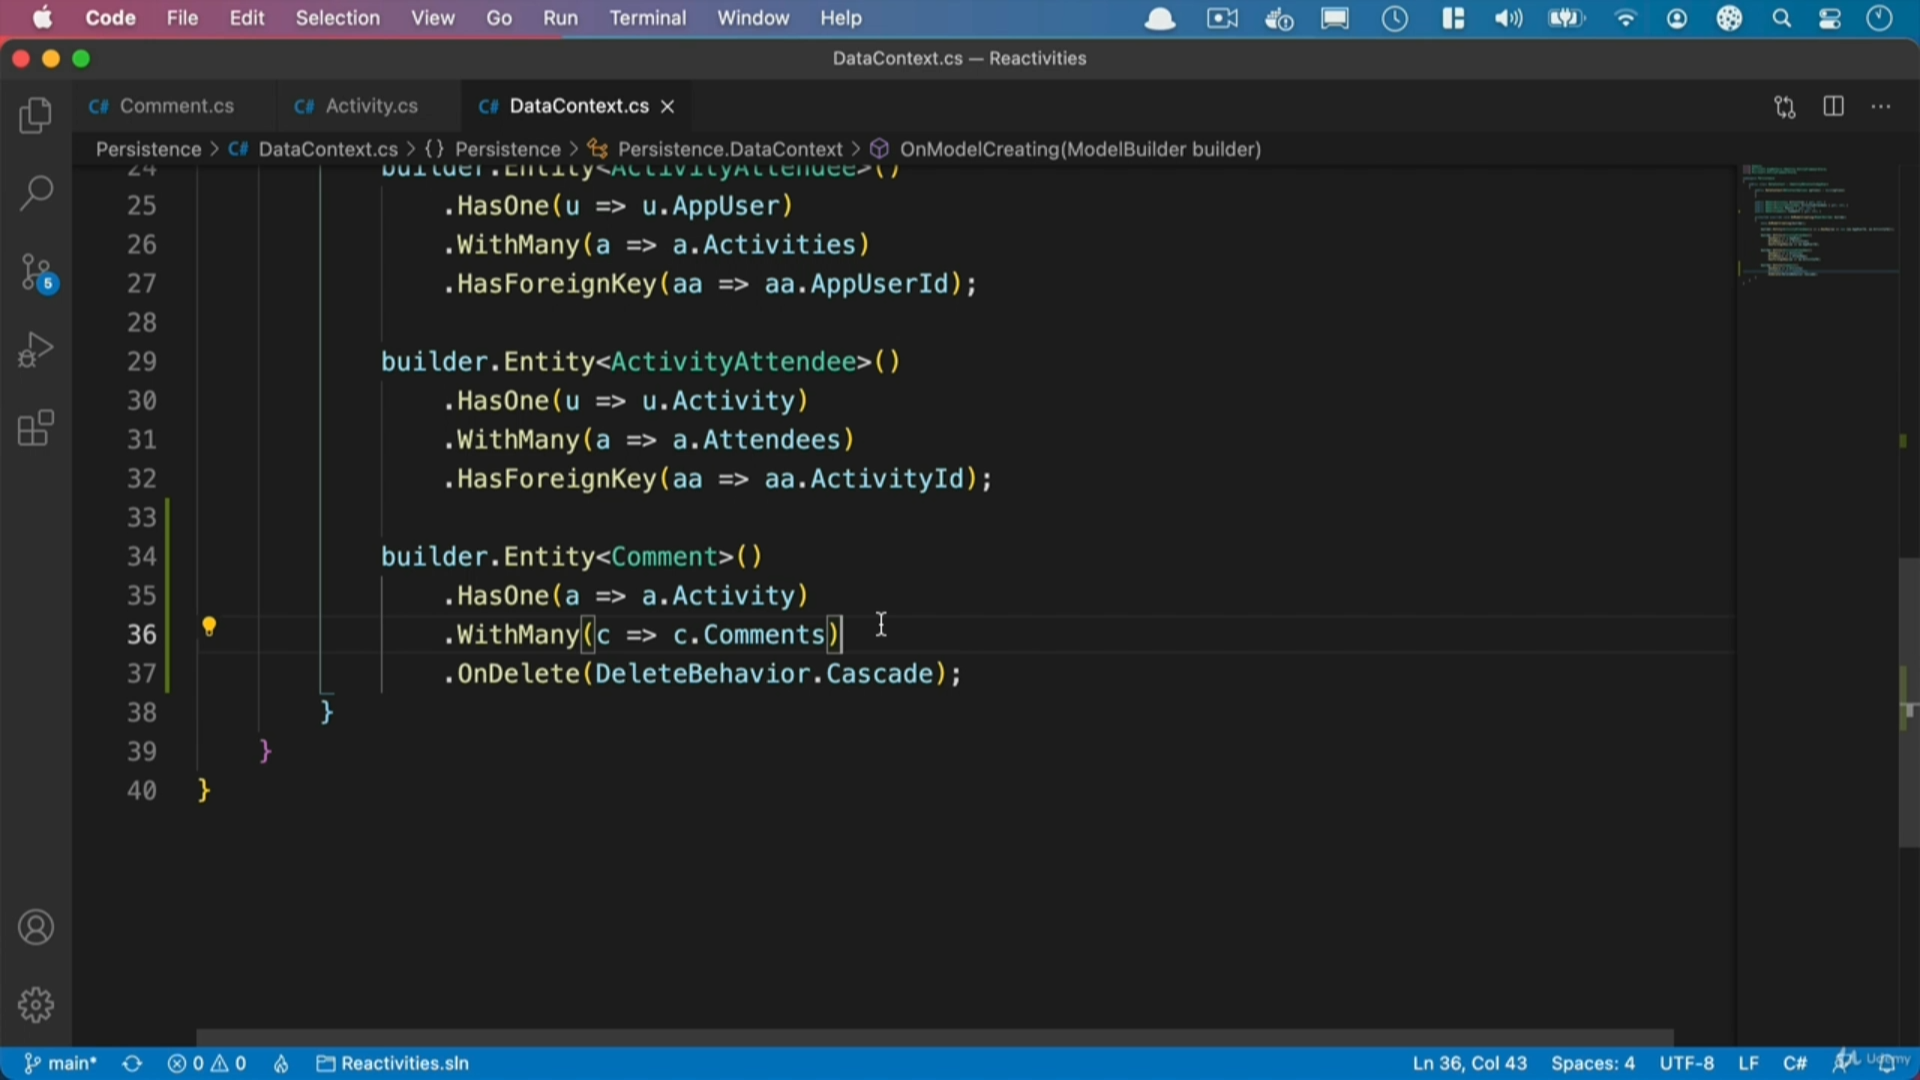 Code File Edit Selection View Go Run Terminal Window Help
DataContext.cs — Reactivities
C# Comment.cs C# Activity.cs C# DataContext.cs
Persistence > C# DataContext.cs > {} Persistence > Persistence.DataContext > OnModelCreating(ModelBuilder builder)
24 builder.Entity<ActivityAttendee>()
25 .HasOne(u => u.AppUser)
26 .WithMany(a => a.Activities)
27 .HasForeignKey(aa => aa.AppUserId);
28
29 builder.Entity<ActivityAttendee>()
30 .HasOne(u => u.Activity)
31 .WithMany(a => a.Attendees)
32 .HasForeignKey(aa => aa.ActivityId);
33
34 builder.Entity<Comment>()
35 .HasOne(a => a.Activity)
36 .WithMany(c => c.Comments)
37 .OnDelete(DeleteBehavior.Cascade);
38 }
39 }
40 }
5
main* 0 0 Reactivities.sln Ln 36, Col 43 Spaces: 4 UTF-8 LF C# Udemy